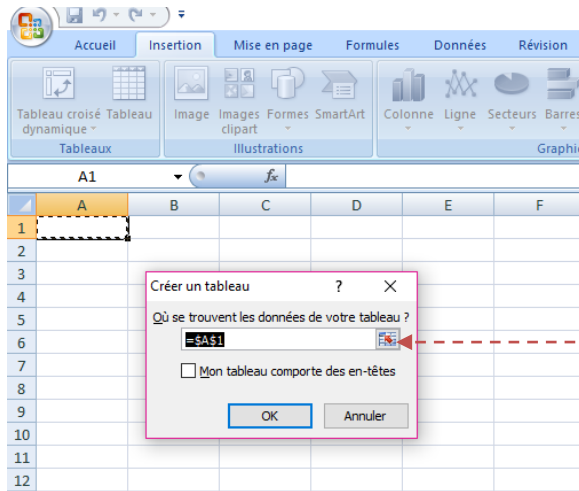 Accueil Insertion Mise en page Formules Données Révision
Tableau croisé Tableau Image Images Formes SmartArt Colonne Ligne Secteurs Barres
dynamique clipart
Tableaux Illustrations Graphi
A1 fx
A B C D E F
1
2
3
4
5
6
7
8
9
10
11
12
Créer un tableau ?
Où se trouvent les données de votre tableau ?
=$A$1
Mon tableau comporte des en-têtes
OK Annuler